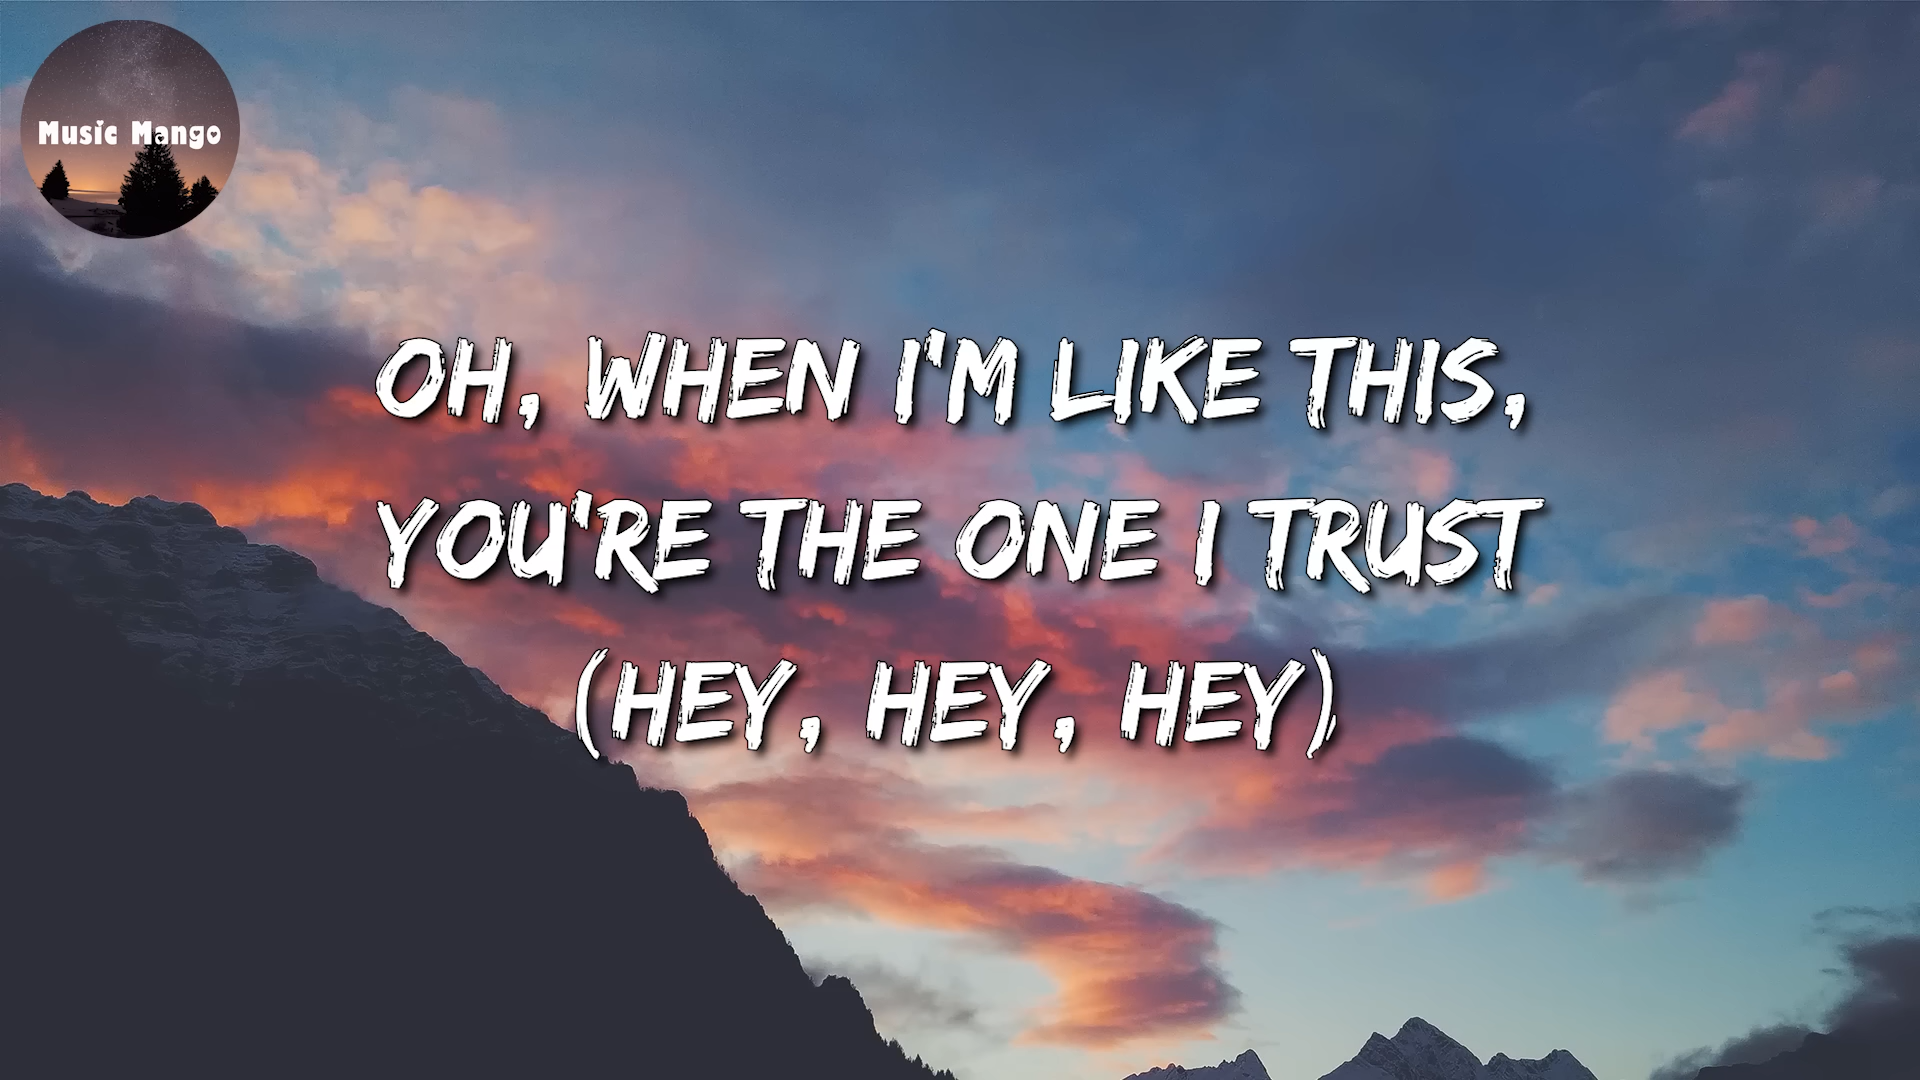 Music Mango
OH, WHEN I'M LIKE THIS,
YOU'RE THE ONE I TRUST
(HEY, HEY, HEY)